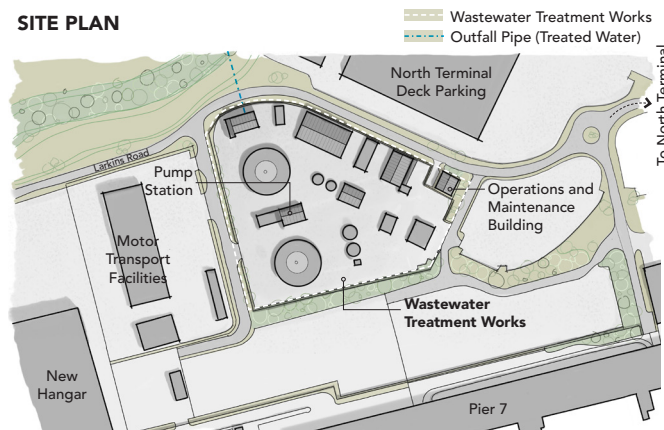 SITE PLAN
Wastewater Treatment Works
Outfall Pipe (Treated Water)
North Terminal
Deck Parking
To North Terminal
Larkins Road
Pump
Station
Operations and
Maintenance
Building
Motor
Transport
Facilities
Wastewater
Treatment Works
New
Hangar
Pier 7